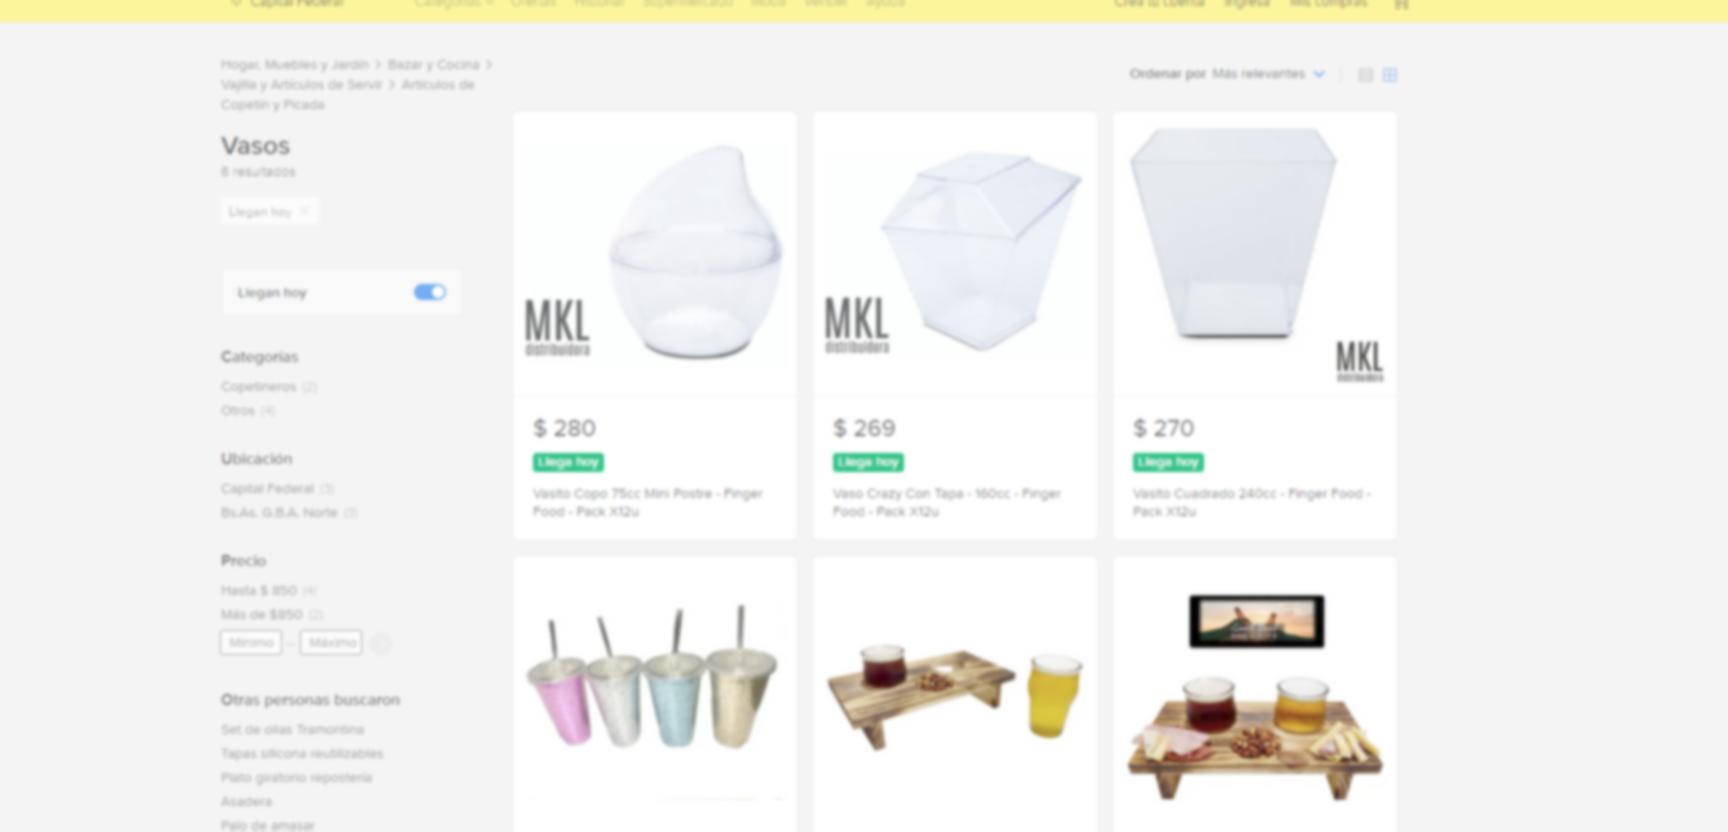 Capital Federal
Categorías Ofertas Historial Supermercado Moda Vender Ayuda
Crea tu cuenta Ingresa Mis compras
Hogar, Muebles y Jardín > Bazar y Cocina >
Vajilla y Artículos de Servir > Artículos de
Copetín y Picada
Ordenar por Más relevantes
Vasos
6 resultados
Llegan hoy ×
Llegan hoy
Categorías
Copetineros (2)
Otros (4)
Ubicación
Capital Federal (3)
Bs.As. G.B.A. Norte (3)
Precio
Hasta $ 850 (4)
Más de $850 (2)
Mínimo — Máximo
Otras personas buscaron
Set de ollas Tramontina
Tapas silicona reutilizables
Plato giratorio repostería
Asadera
Palo de amasar
MKL
distribuidora
$ 280
Llega hoy
Vasito Copo 75cc Mini Postre - Finger
Food - Pack X12u
MKL
distribuidora
$ 269
Llega hoy
Vaso Crazy Con Tapa - 160cc - Finger
Food - Pack X12u
MKL
distribuidora
$ 270
Llega hoy
Vasito Cuadrado 240cc - Finger Food -
Pack X12u